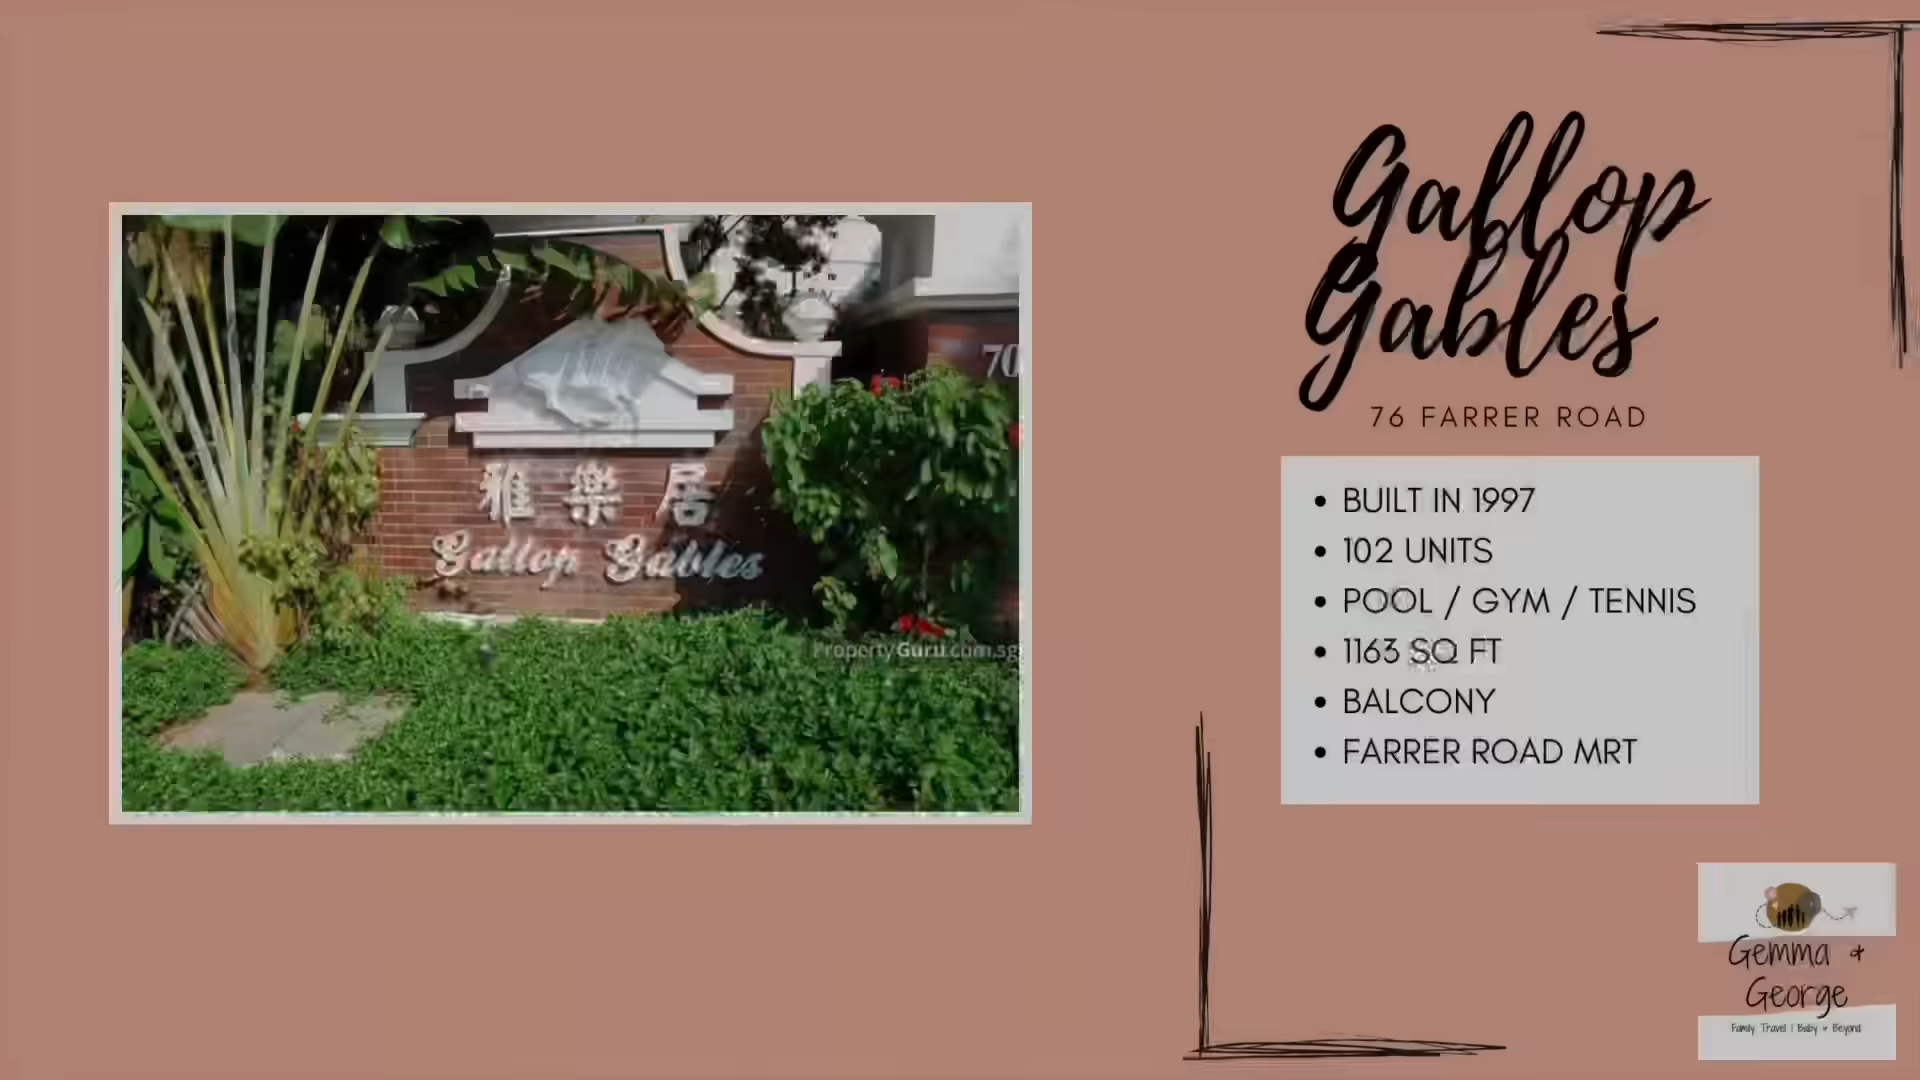 70
雅樂居
Gallop Gables
PropertyGuru.com.sg
Gallop
Gables
76 FARRER ROAD
• BUILT IN 1997
• 102 UNITS
• POOL / GYM / TENNIS
• 1163 SQ FT
• BALCONY
• FARRER ROAD MRT
Gemma +
George
Family Travel | Baby & Beyond